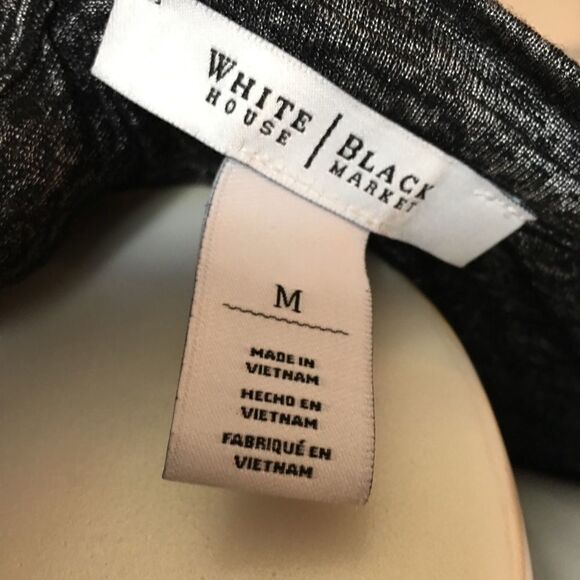 WHITE HOUSE | BLACK MARKET
M
MADE IN
VIETNAM
HECHO EN
VIETNAM
FABRIQUÉ EN
VIETNAM